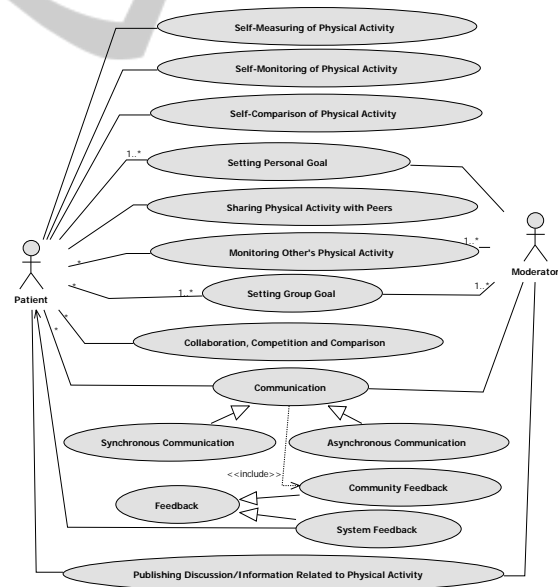 Self-Measuring of Physical Activity
Self-Monitoring of Physical Activity
Self-Comparison of Physical Activity
1..*
Setting Personal Goal
Sharing Physical Activity with Peers
1..*
Monitoring Other's Physical Activity
*
Moderator
Patient
*
1..*
Setting Group Goal
1..*
*
*
Collaboration, Competition and Comparison
Communication
Synchronous Communication
Asynchronous Communication
<<include>>
Community Feedback
Feedback
System Feedback
Publishing Discussion/Information Related to Physical Activity